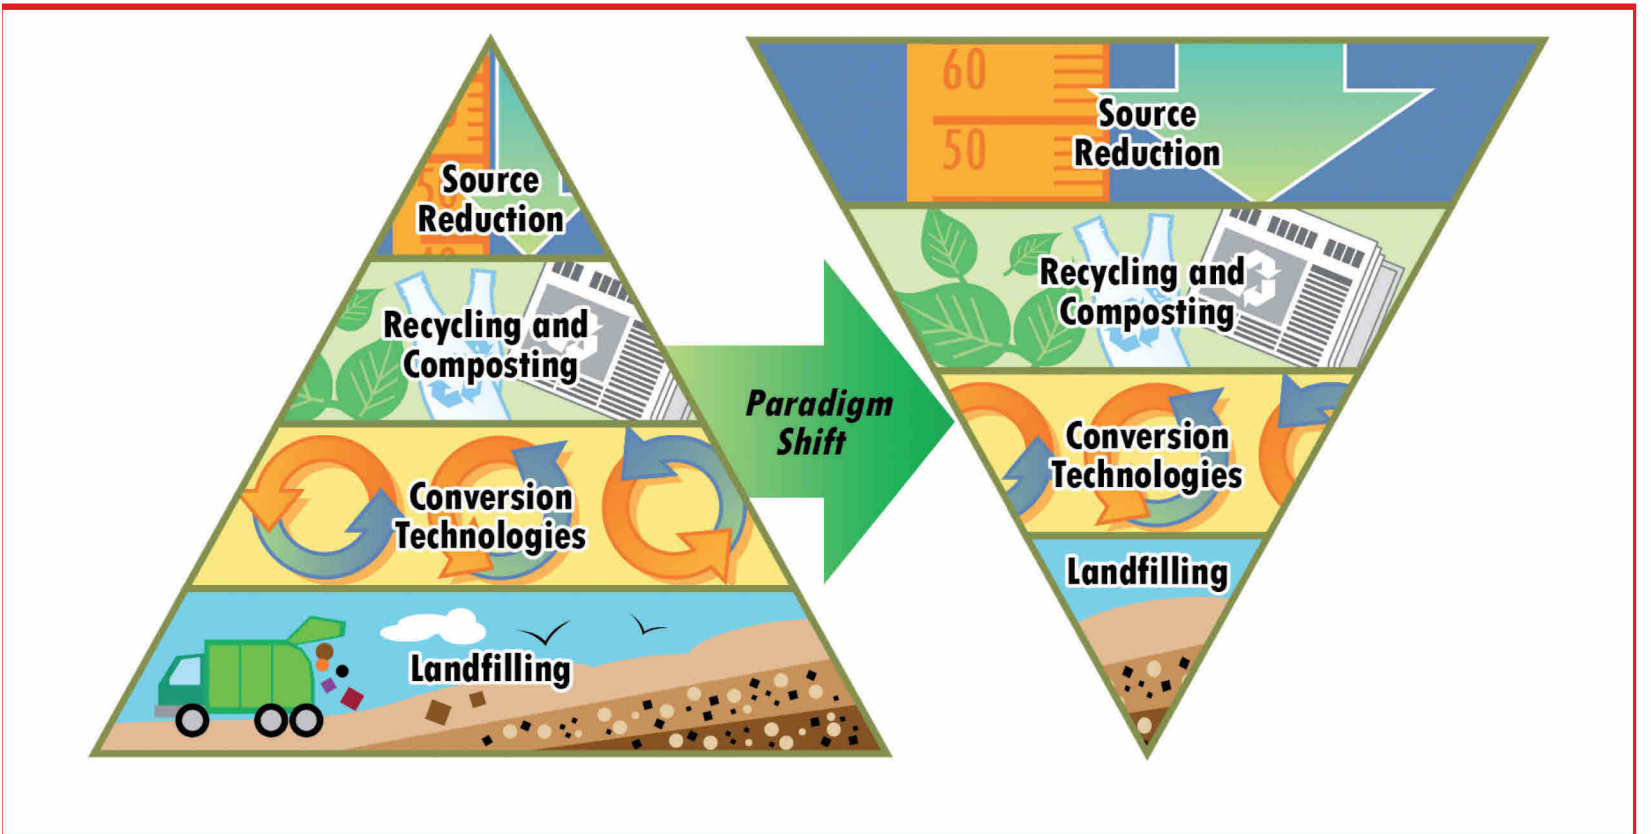 Source
Reduction
Recycling and
Composting
Conversion
Technologies
Landfilling
Paradigm
Shift
60
50
Source
Reduction
Recycling and
Composting
Conversion
Technologies
Landfilling